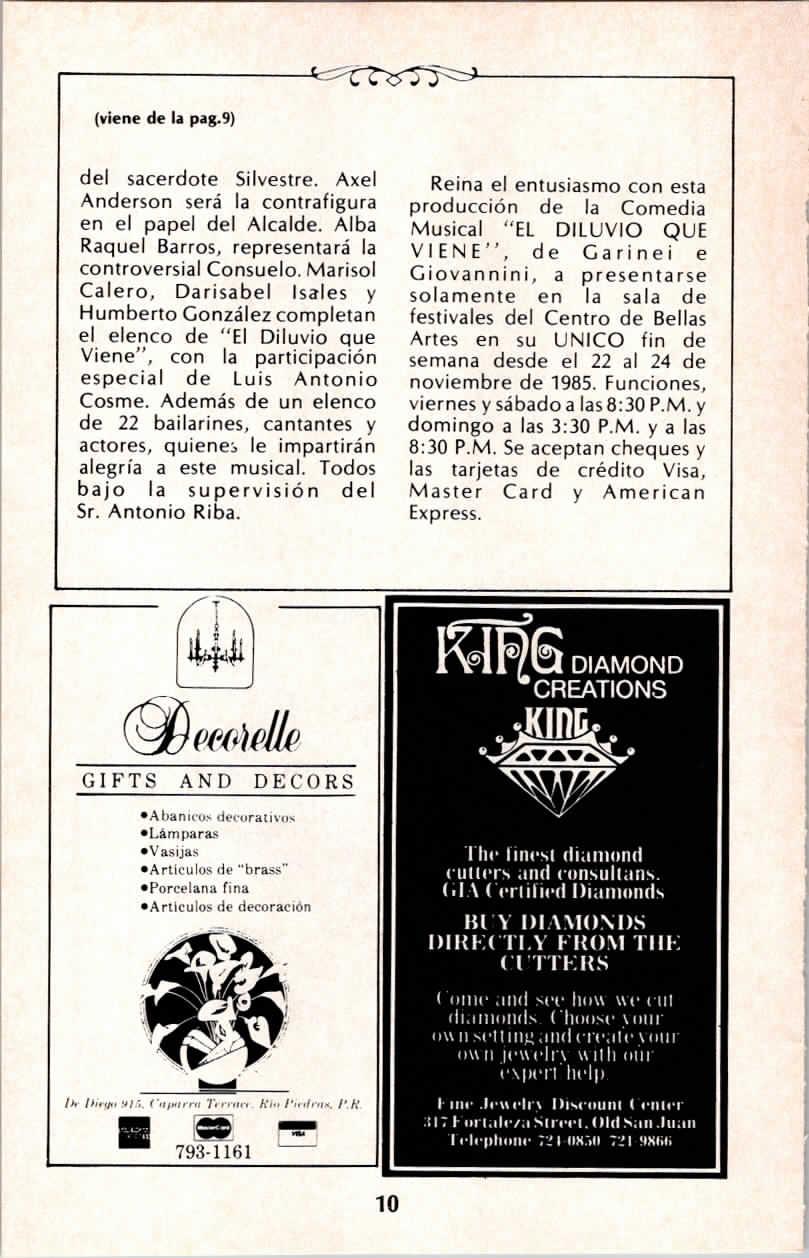 (viene de la pag.9)
del sacerdote Silvestre. Axel
Anderson será la contrafigura
en el papel del Alcalde. Alba
Raquel Barros, representará la
controversial Consuelo. Marisol
Calero, Darisabel Isales y
Humberto González completan
el elenco de "El Diluvio que
Viene", con la participación
especial de Luis Antonio
Cosme. Además de un elenco
de 22 bailarines, cantantes y
actores, quienes le impartirán
alegría a este musical. Todos
bajo la supervisión del
Sr. Antonio Riba.
Reina el entusiasmo con esta
producción de la Comedia
Musical "EL DILUVIO QUE
VIENE", de Garinei e
Giovannini, a presentarse
solamente en la sala de
festivales del Centro de Bellas
Artes en su UNICO fin de
semana desde el 22 al 24 de
noviembre de 1985. Funciones,
viernes y sábado a las 8:30 P.M. y
domingo a las 3:30 P.M. y a las
8:30 P.M. Se aceptan cheques y
las tarjetas de crédito Visa,
Master Card y American
Express.
Decorelle
GIFTS AND DECORS
•Abanicos decorativos
•Lámparas
•Vasijas
•Artículos de "brass"
•Porcelana fina
•Artículos de decoración
De Diego 915, Caparra Terrace, Río Piedras, P.R.
MasterCard
VISA
793-1161
KING DIAMOND
CREATIONS
KING
The finest diamond
cutters and consultans.
GIA Certified Diamonds
BUY DIAMONDS
DIRECTLY FROM THE
CUTTERS
Come and see how we cut
diamonds. Choose your
own setting and create your
own jewelry with our
expert help.
Fine Jewelry Discount Center
317 Fortaleza Street, Old San Juan
Telephone 724-0850 721-9866
10